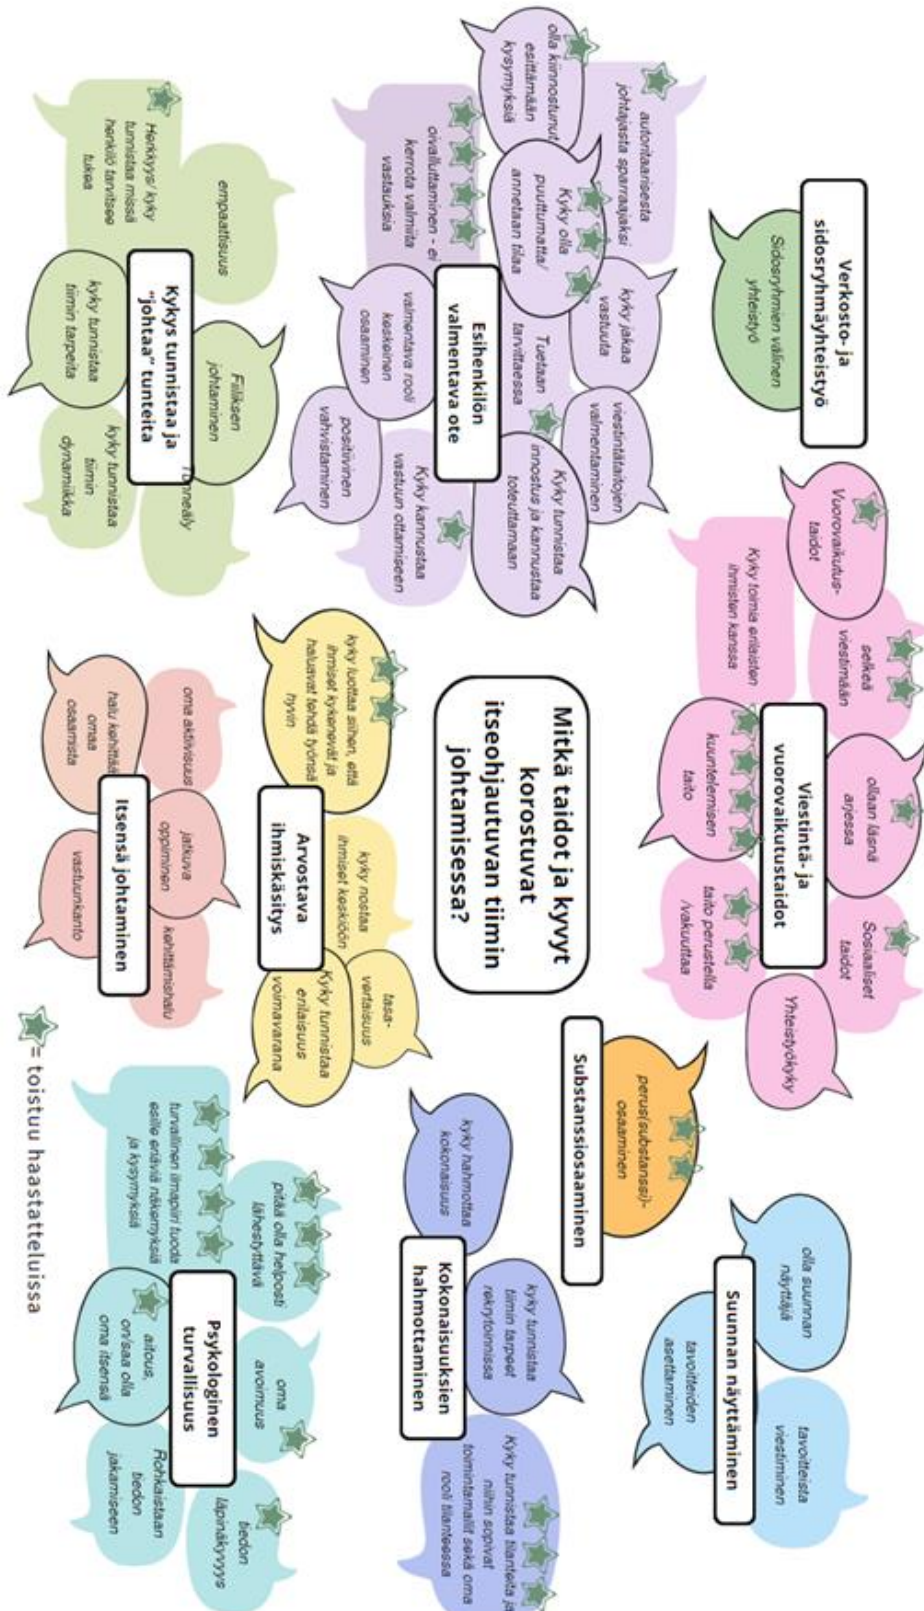 Verkosto- ja
sidosryhmäyhteistyö
Sidosryhmien välinen
yhteistyö
Viestintä- ja
vuorovaikutustaidot
Vuorovaikutus-
taidot
selkeä
viestimään
ollaan läsnä
arjessa
Sosiaaliset
taidot
Yhteistyökyky
Kyky toimia erilaisten
ihmisten kanssa
kuuntelemisen
taito
taito perustella
/vakuuttaa
Suunnan näyttäminen
olla suunnan
näyttäjä
tavoitteista
viestiminen
tavoitteiden
asettaminen
Esihenkilön
valmentava ote
autoritaarisesta
johtajasta sparraajaksi
olla kiinnostunut
esittämään
kysymyksiä
Kyky olla
puuttumatta/
annetaan tilaa
oivalluttaminen - ei
kerrota valmiita
vastauksia
kyky jakaa
vastuuta
Tuetaan
tarvittaessa
viestintätaitojen
valmentaminen
Kyky tunnistaa
innostus ja kannustaa
toteuttamaan
valmentava rooli
keskeinen
osaaminen
positiivinen
vahvistaminen
Kyky kannustaa
vastuun ottamiseen
Mitkä taidot ja kyvyt
korostuvat
itseohjautuvan tiimin
johtamisessa?
Substanssiosaaminen
perus(substanssi)-
osaaminen
Kokonaisuuksien
hahmottaminen
kyky hahmottaa
kokonaisuus
kyky tunnistaa
tiimin tarpeet
rekrytoinnissa
Kyky tunnistaa tilanteita ja
niihin sopivat
toimintamallit sekä oma
rooli tilanteessa
Kykys tunnistaa ja
"johtaa" tunteita
empaattisuus
Fiiliksen
johtaminen
Tunneäly
Herkkyys/ kyky
tunnistaa missä
henkilö tarvitsee
tukea
kyky tunnistaa
tiimin tarpeita
kyky tunnistaa
tiimin
dynamiikka
Arvostava
ihmiskäsitys
kyky luottaa siihen, että
ihmiset kykenevät ja
haluavat tehdä työnsä
hyvin
kyky nostaa
ihmiset keskiöön
tasa-
vertaisuus
Kyky tunnistaa
erilaisuus
voimavarana
Itsensä johtaminen
oma aktiivisuus
jatkuva
oppiminen
kehittämishalu
halu kehittää
omaa
osaamista
vastuunkanto
Psykologinen
turvallisuus
pitää olla helposti
lähestyttävä
oma
avoimuus
tiedon
läpinäkyvyys
turvallinen ilmapiiri tuoda
esille eriäviä näkemyksiä
ja kysymyksiä
aitous,
on/saa olla
oma itsensä
Rohkaistaan
tiedon
jakamiseen
= toistuu haastatteluissa